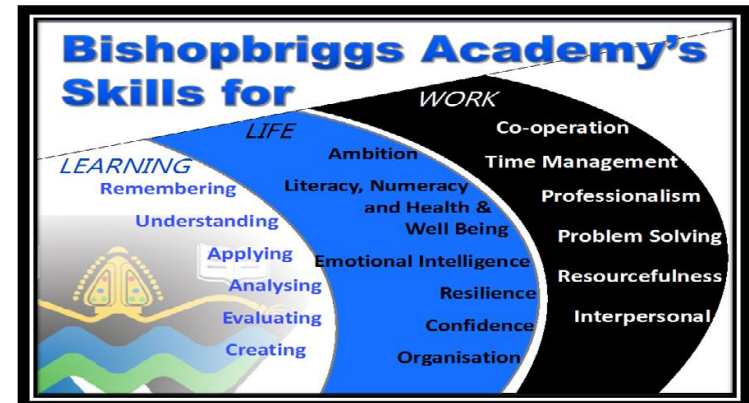 Bishopbriggs Academy's
Skills for
LEARNING
Remembering
Understanding
Applying
Analysing
Evaluating
Creating
LIFE
Ambition
Literacy, Numeracy
and Health &
Well Being
Emotional Intelligence
Resilience
Confidence
Organisation
WORK
Co-operation
Time Management
Professionalism
Problem Solving
Resourcefulness
Interpersonal